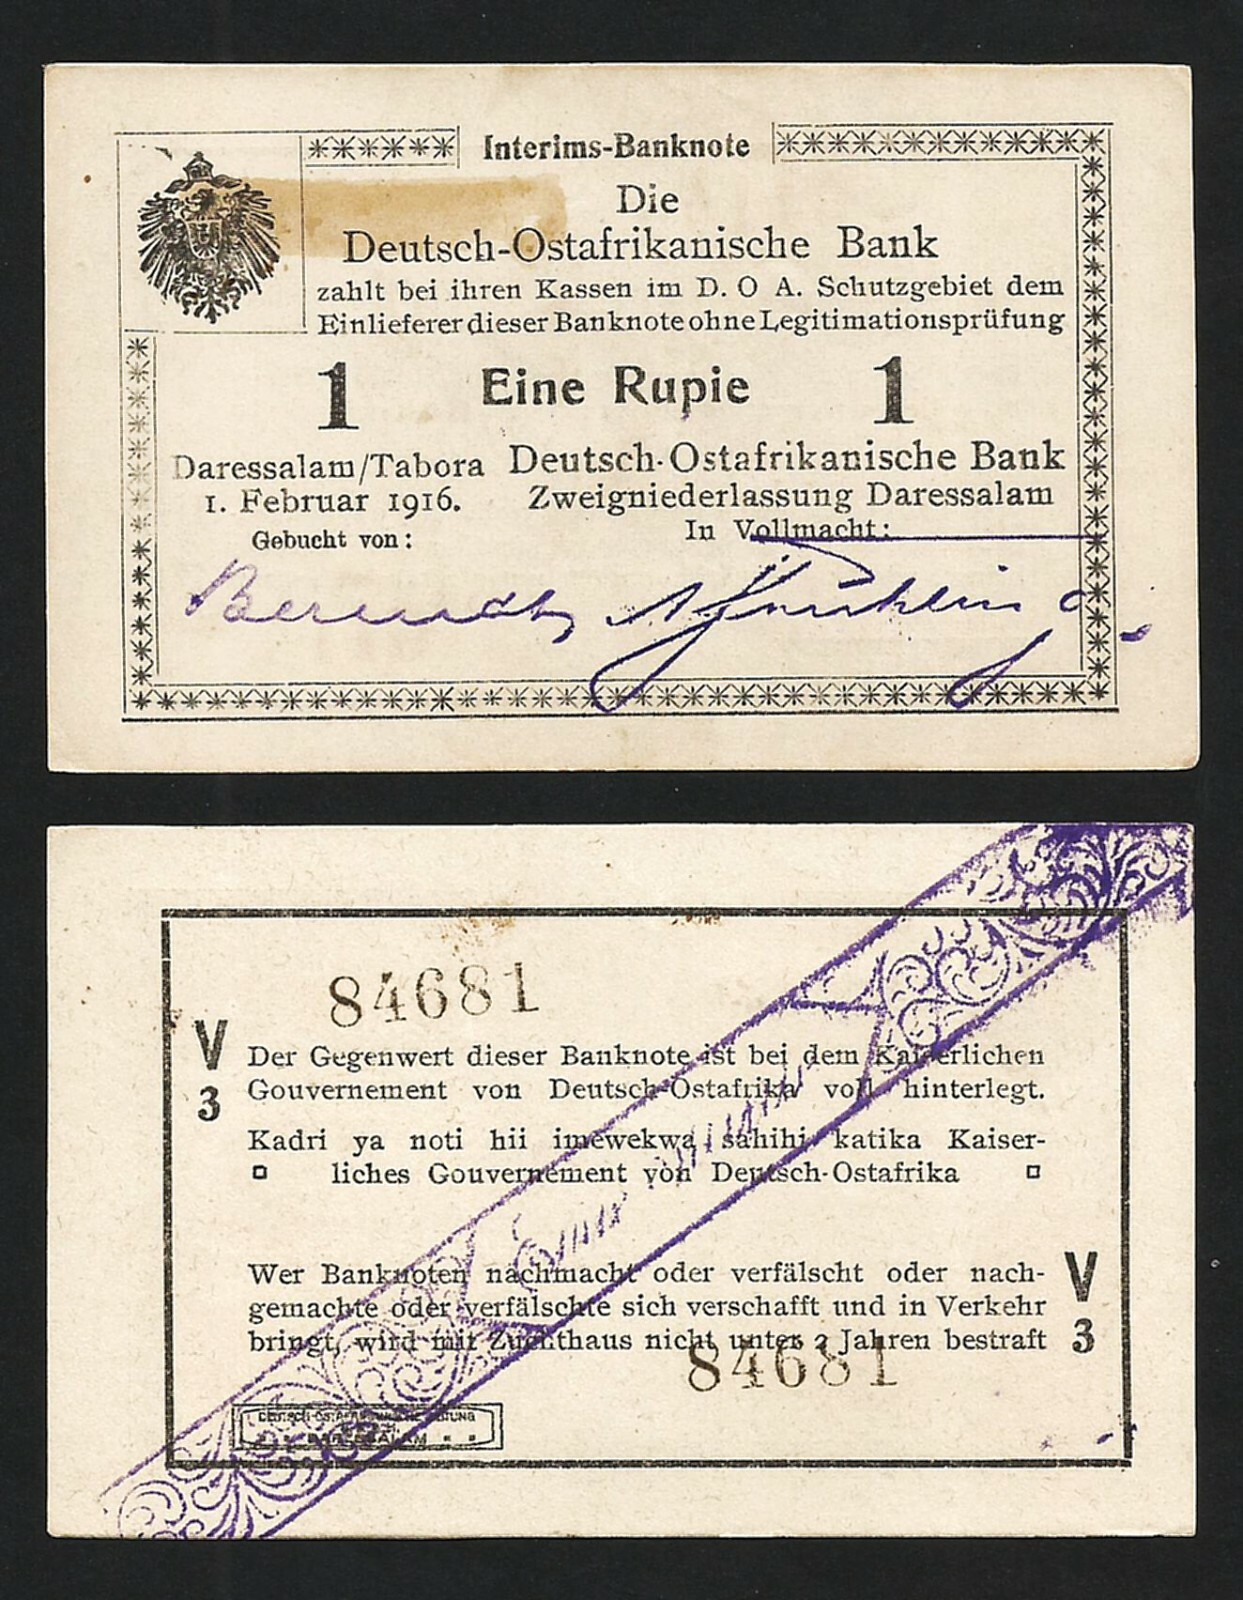 Interims-Banknote
Die
Deutsch-Ostafrikanische Bank
zahlt bei ihren Kassen im D. O A. Schutzgebiet dem
Einlieferer dieser Banknote ohne Legitimationsprüfung
1 Eine Rupie 1
Daressalam/Tabora
1. Februar 1916.
Gebucht von:
Deutsch-Ostafrikanische Bank
Zweigniederlassung Daressalam
In Vollmacht:
84681
V
3
Der Gegenwert dieser Banknote ist bei dem Kaiserlichen
Gouvernement von Deutsch-Ostafrika voll hinterlegt.
Kadri ya noti hii imewekwa sahihi katika Kaiser-
liches Gouvernement von Deutsch-Ostafrika
Wer Banknoten nachmacht oder verfälscht oder nach-
gemachte oder verfälschte sich verschafft und in Verkehr
bringt, wird mit Zuchthaus nicht unter 2 Jahren bestraft
V
3
84681
DARESSALAM